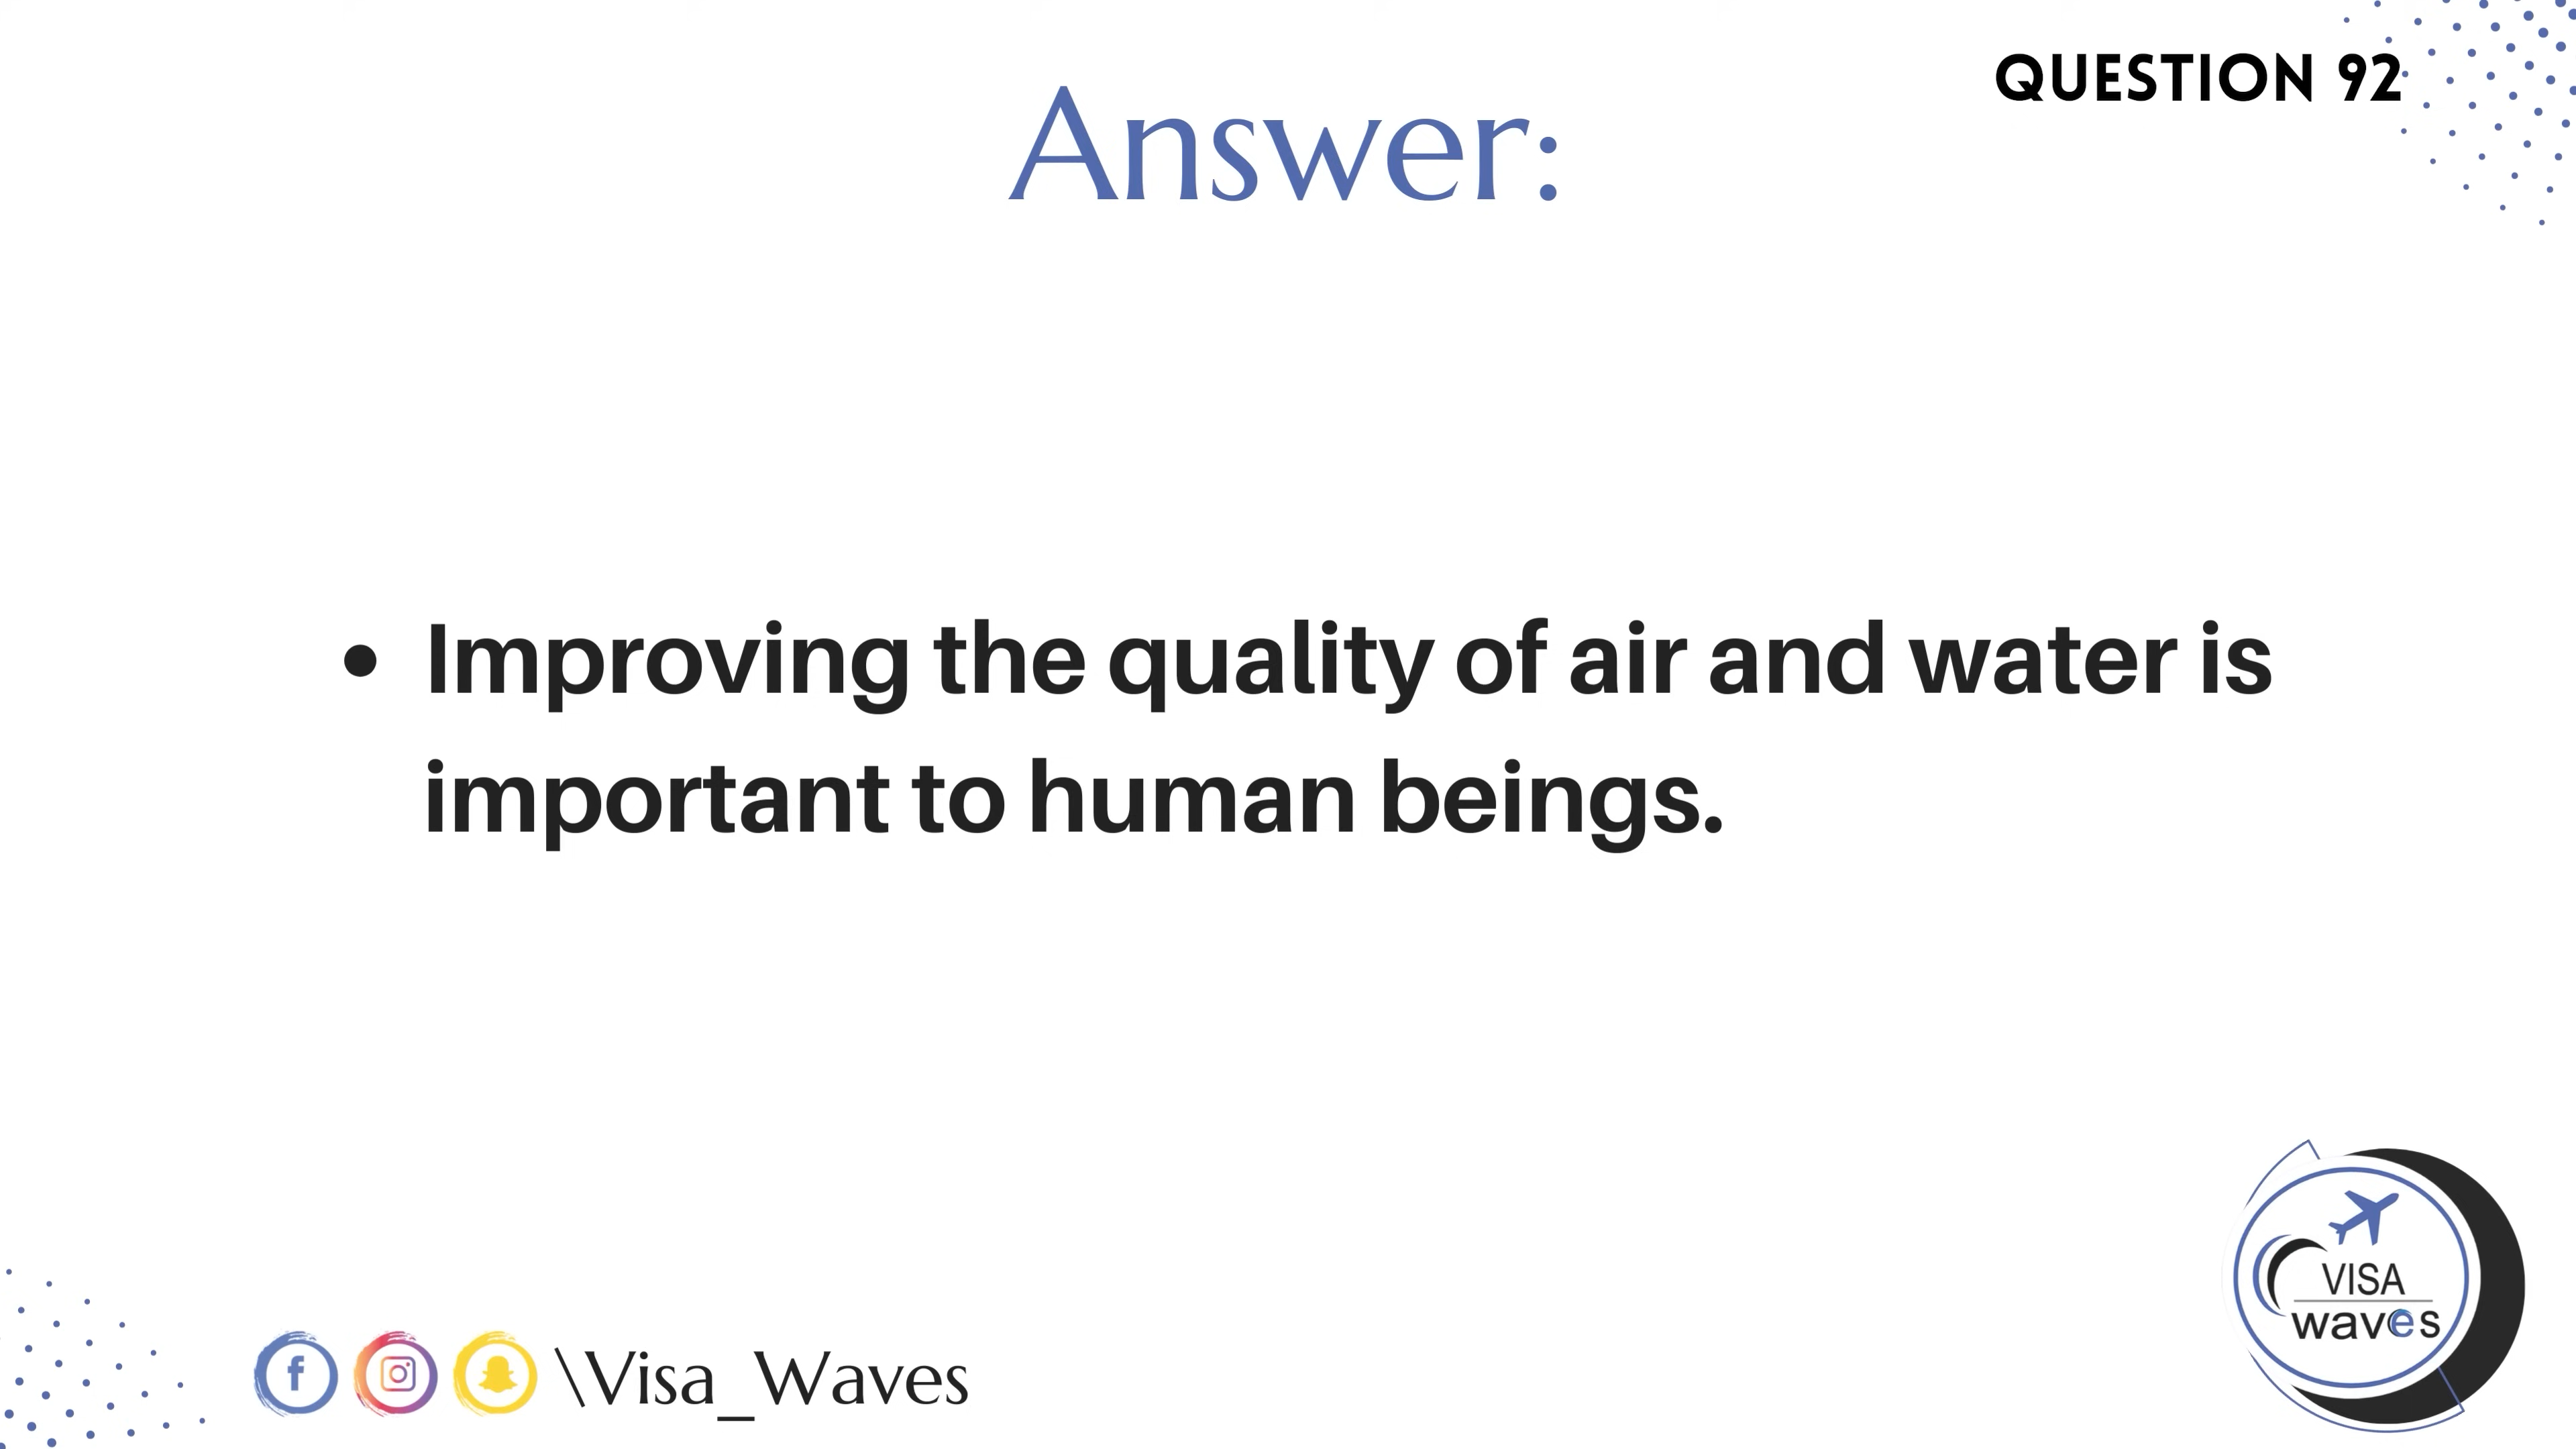 QUESTION 92
Answer:
• Improving the quality of air and water is
important to human beings.
\Visa_Waves
VISA
waves